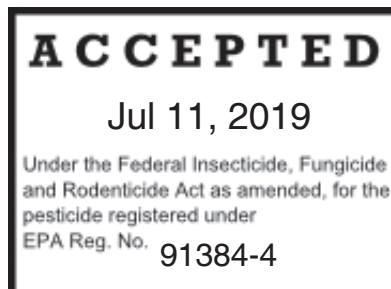 ACCEPTED
Jul 11, 2019
Under the Federal Insecticide, Fungicide
and Rodenticide Act as amended, for the
pesticide registered under
EPA Reg. No. 91384-4